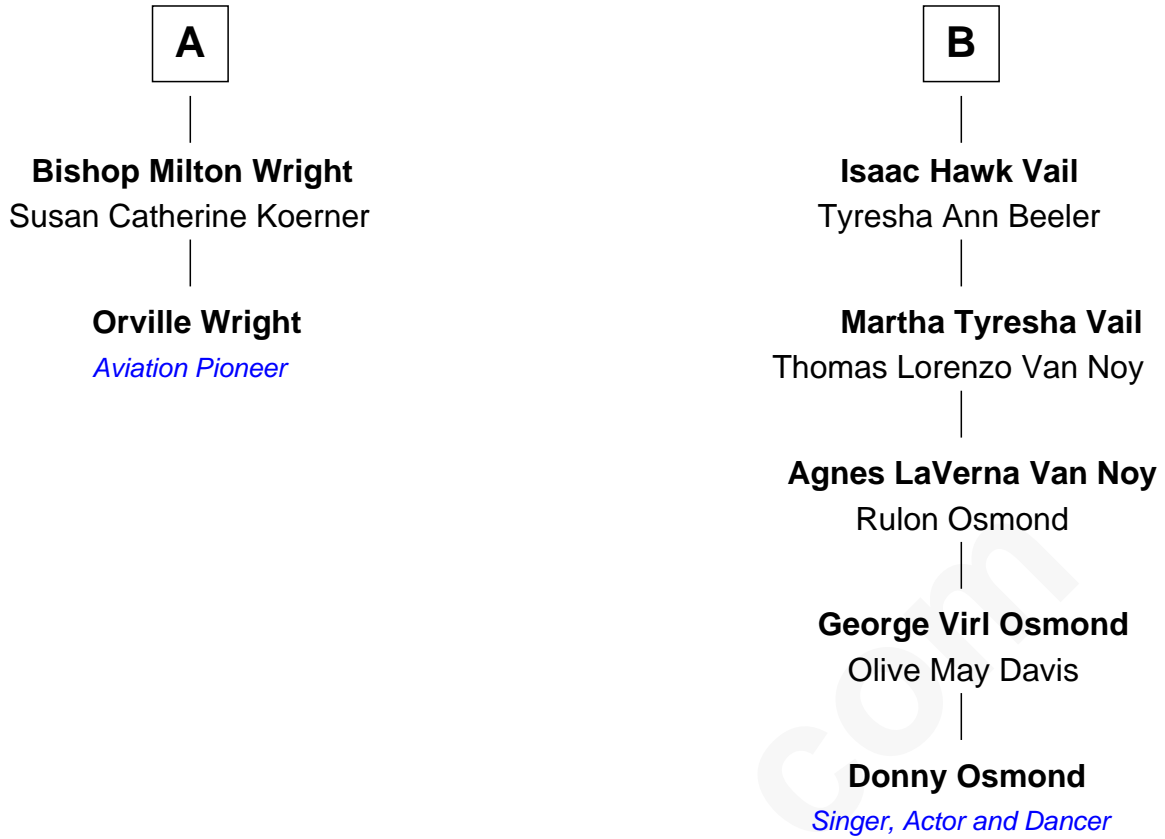 A
Bishop Milton Wright
Susan Catherine Koerner
Orville Wright
Aviation Pioneer
B
Isaac Hawk Vail
Tyresha Ann Beeler
Martha Tyresha Vail
Thomas Lorenzo Van Noy
Agnes LaVerna Van Noy
Rulon Osmond
George Virl Osmond
Olive May Davis
Donny Osmond
Singer, Actor and Dancer
com